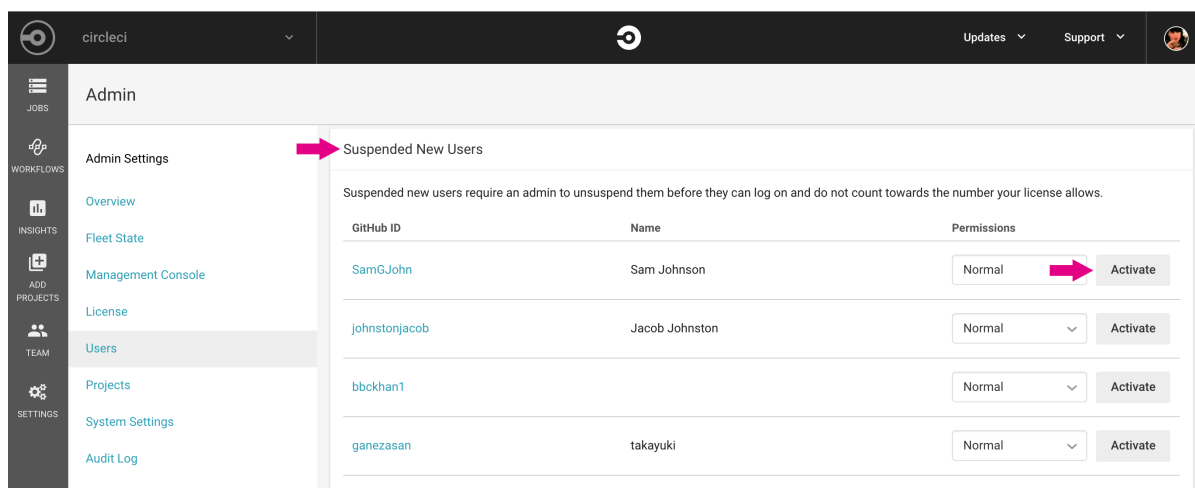 circleci
Updates
Support
JOBS
WORKFLOWS
INSIGHTS
ADD
PROJECTS
TEAM
SETTINGS
Admin
Admin Settings
Overview
Fleet State
Management Console
License
Users
Projects
System Settings
Audit Log
Suspended New Users
Suspended new users require an admin to unsuspend them before they can log on and do not count towards the number your license allows.
GitHub ID Name Permissions
SamGJohn Sam Johnson Normal Activate
johnstonjacob Jacob Johnston Normal Activate
bbckhan1 Normal Activate
ganezasan takayuki Normal Activate